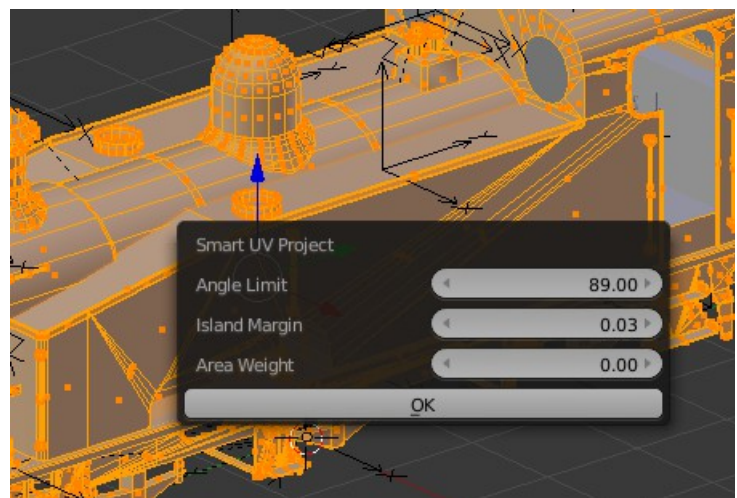 Smart UV Project
Angle Limit 89.00
Island Margin 0.03
Area Weight 0.00
OK